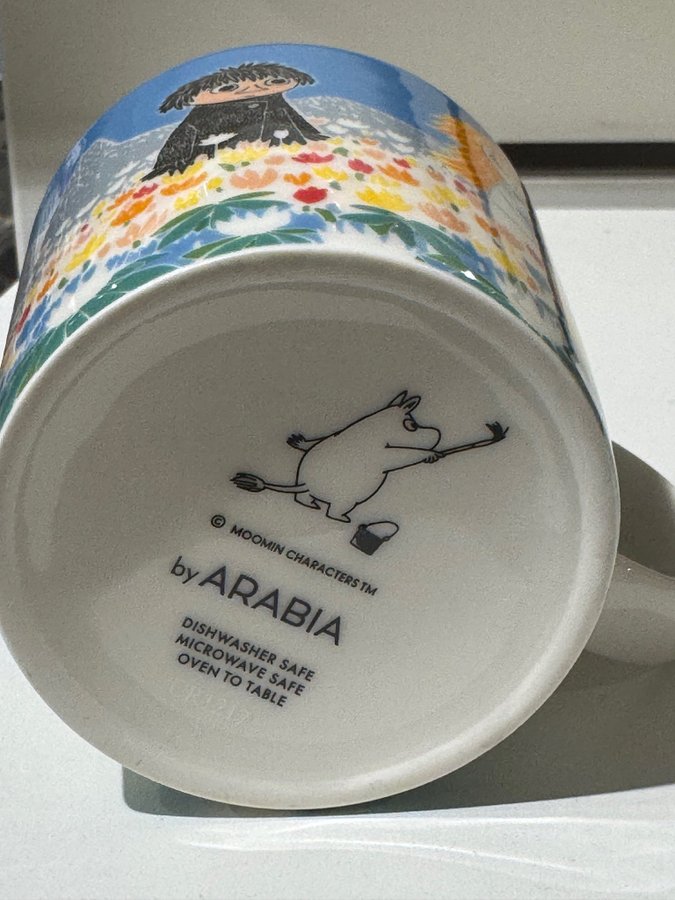 © MOOMIN CHARACTERS™
by ARABIA
DISHWASHER SAFE
MICROWAVE SAFE
OVEN TO TABLE